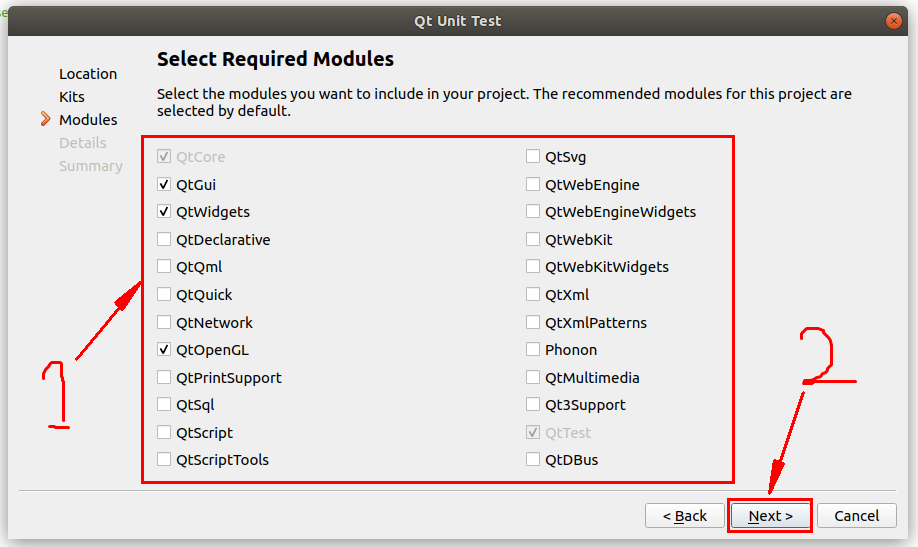 se
Qt Unit Test
Select Required Modules
Location
Kits
Modules
Details
Summary
Select the modules you want to include in your project. The recommended modules for this project are
selected by default.
QtCore
QtGui
QtWidgets
QtDeclarative
QtQml
QtQuick
QtNetwork
QtOpenGL
QtPrintSupport
QtSql
QtScript
QtScriptTools
QtSvg
QtWebEngine
QtWebEngineWidgets
QtWebKit
QtWebKitWidgets
QtXml
QtXmlPatterns
Phonon
QtMultimedia
Qt3Support
QtTest
QtDBus
1
2
< Back
Next >
Cancel